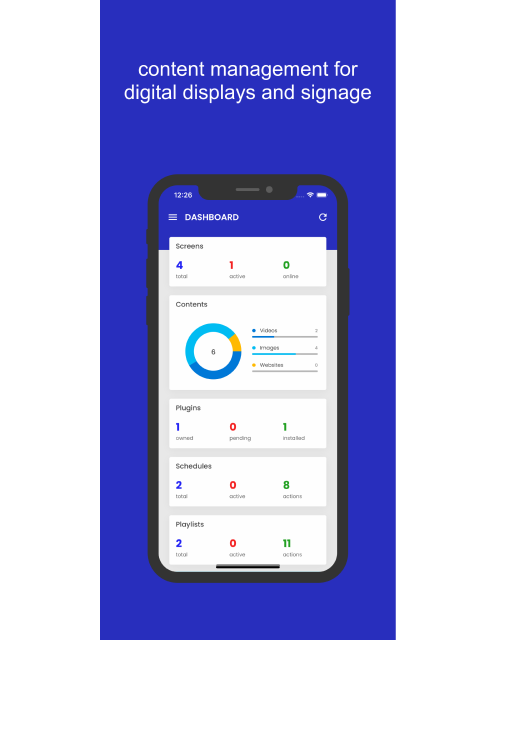 content management for
digital displays and signage
12:26
DASHBOARD
Screens
4 1 0
total active online
Contents
6
Videos 2
Images 4
Websites 0
Plugins
1 0 1
owned pending installed
Schedules
2 0 8
total active actions
Playlists
2 0 11
total active actions